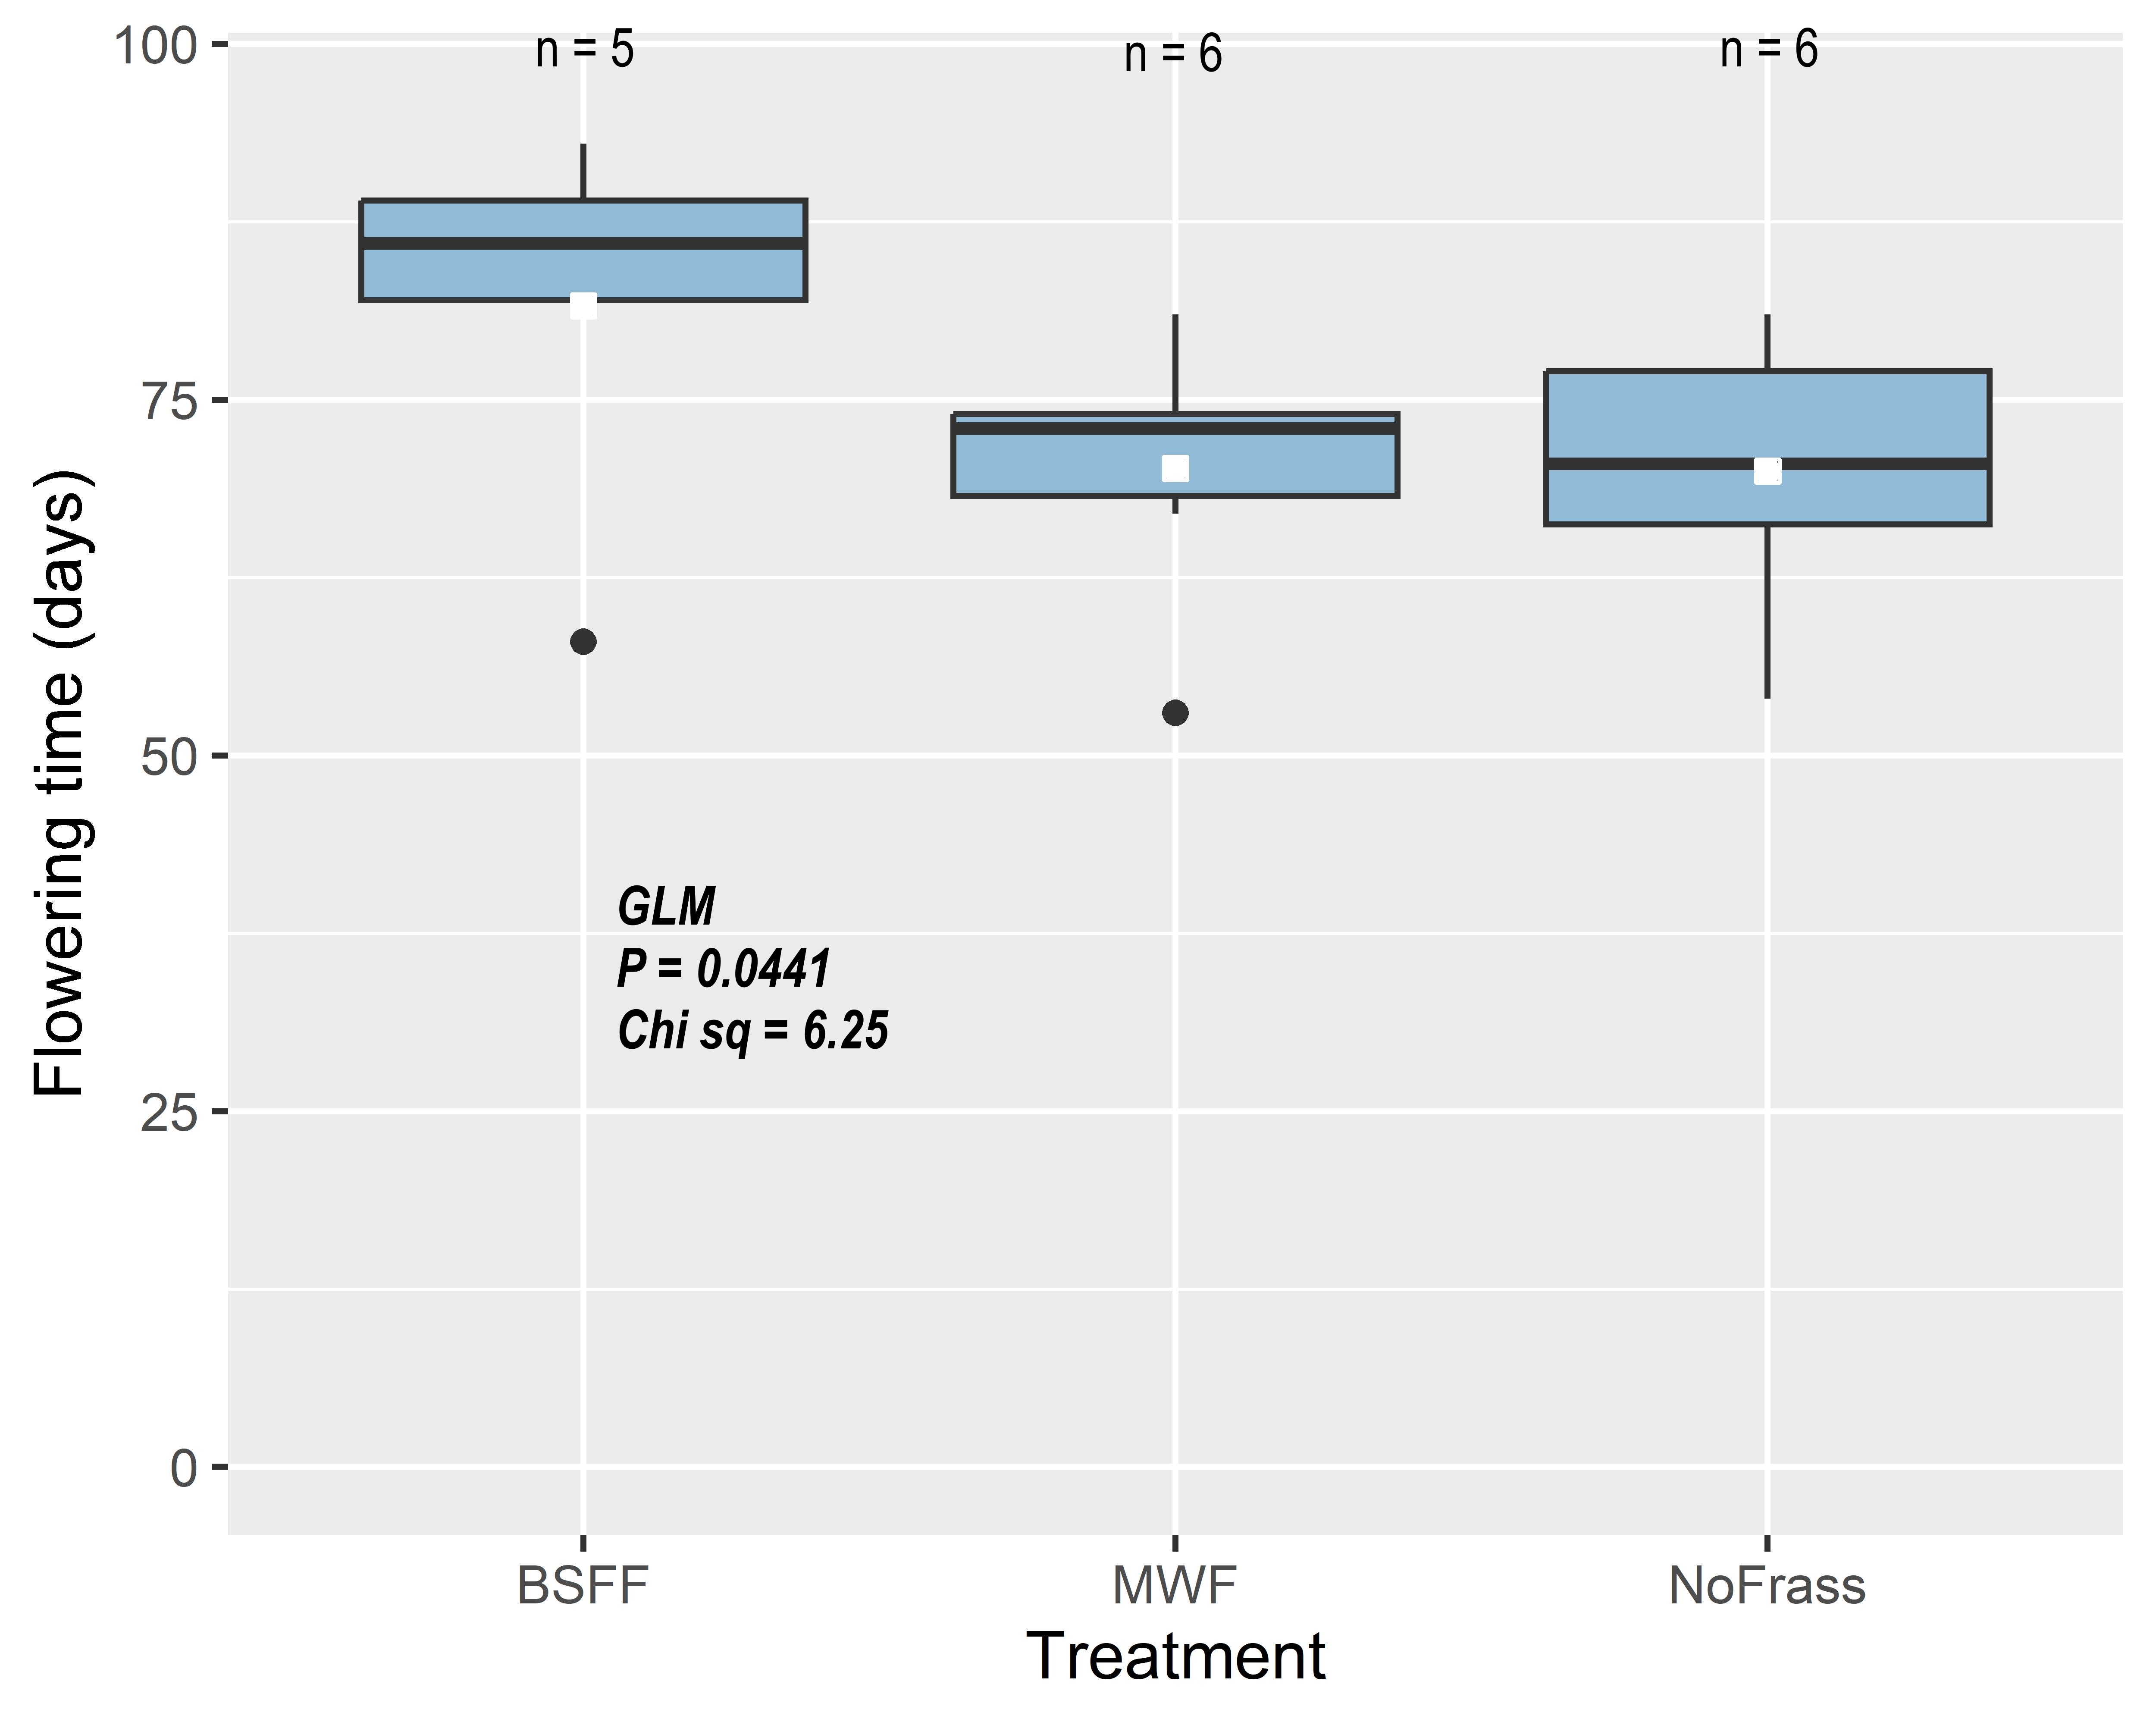 n = 5
n = 6
n = 6
100
75
50
25
0
Flowering time (days)
GLM
P = 0.0441
Chi sq = 6.25
BSFF
MWF
NoFrass
Treatment